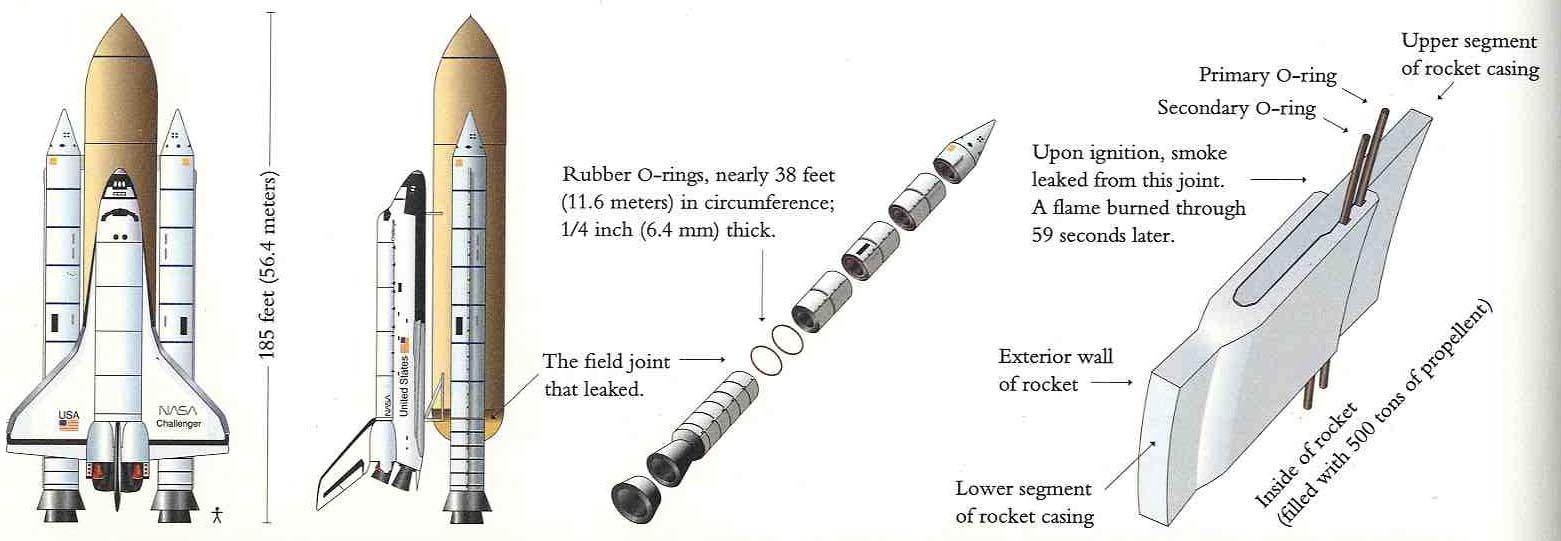 USA
NASA
Challenger
185 feet (56.4 meters)
NASA
United States
Rubber O-rings, nearly 38 feet
(11.6 meters) in circumference;
1/4 inch (6.4 mm) thick.
The field joint
that leaked.
Upper segment
of rocket casing
Primary O-ring
Secondary O-ring
Upon ignition, smoke
leaked from this joint.
A flame burned through
59 seconds later.
Exterior wall
of rocket
Lower segment
of rocket casing
Inside of rocket
(filled with 500 tons of propellent)